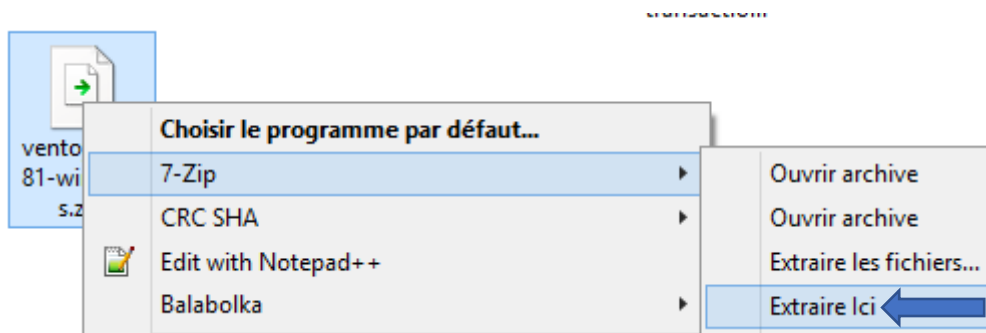 vento
81-wi
s.z
Choisir le programme par défaut...
7-Zip
CRC SHA
Edit with Notepad++
Balabolka
Ouvrir archive
Ouvrir archive
Extraire les fichiers...
Extraire Ici